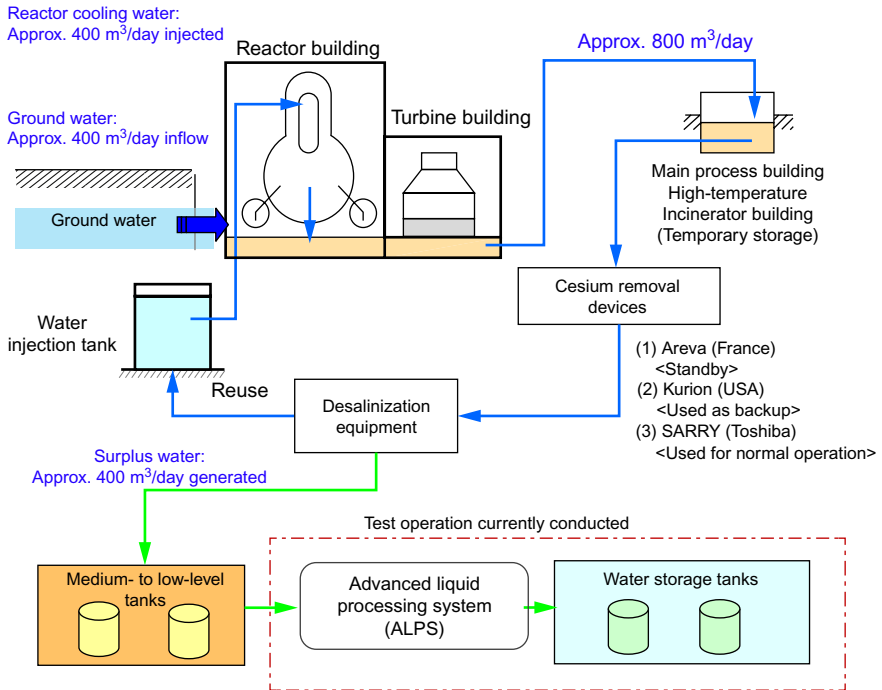 Reactor cooling water:
Approx. 400 m³/day injected
Reactor building
Approx. 800 m³/day
Ground water:
Approx. 400 m³/day inflow
Turbine building
Ground water
Main process building
High-temperature
Incinerator building
(Temporary storage)
Water
injection tank
Cesium removal
devices
Reuse
(1) Areva (France)
<Standby>
(2) Kurion (USA)
<Used as backup>
(3) SARRY (Toshiba)
<Used for normal operation>
Desalinization
equipment
Surplus water:
Approx. 400 m³/day generated
Test operation currently conducted
Medium- to low-level
tanks
Advanced liquid
processing system
(ALPS)
Water storage tanks